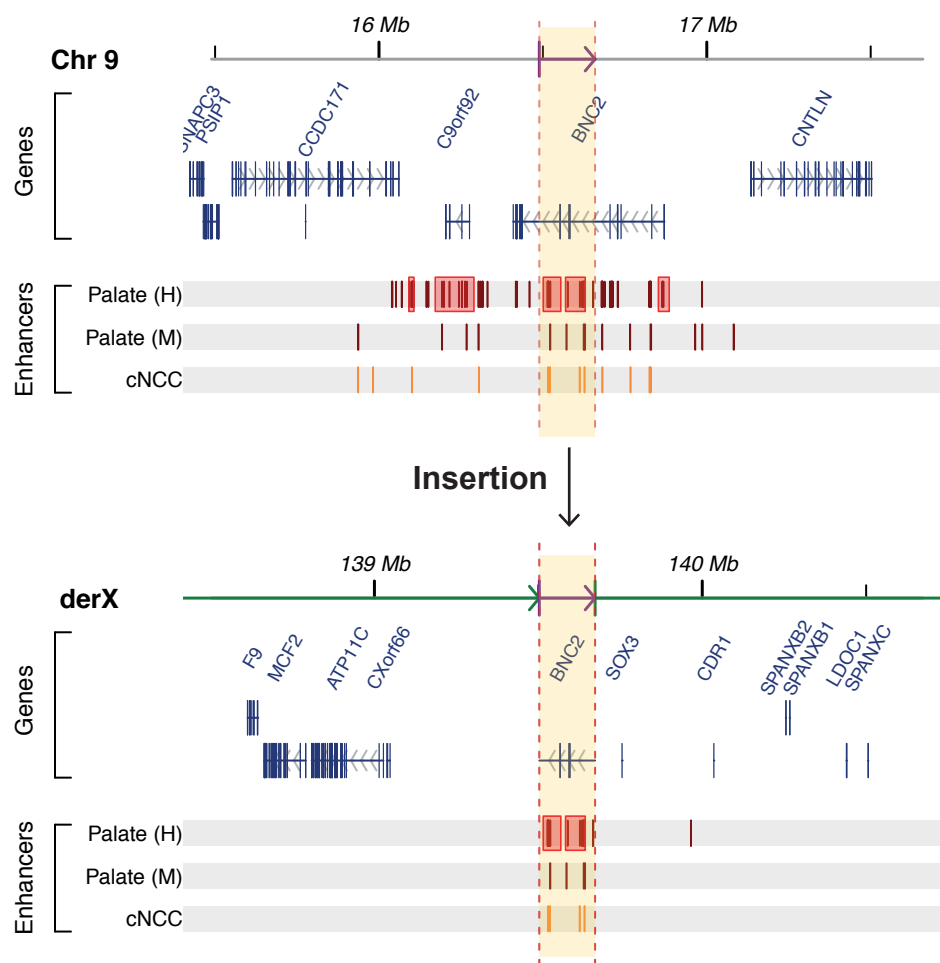 16 Mb 17 Mb
Chr 9
Genes
SNAPC3
PSIP1
CCDC171
C9orf92
BNC2
CNTLN
Enhancers
Palate (H)
Palate (M)
cNCC
Insertion
139 Mb 140 Mb
derX
Genes
F9
MCF2
ATP11C
CXorf66
BNC2
SOX3
CDR1
SPANXB2
SPANXB1
LDOC1
SPANXC
Enhancers
Palate (H)
Palate (M)
cNCC